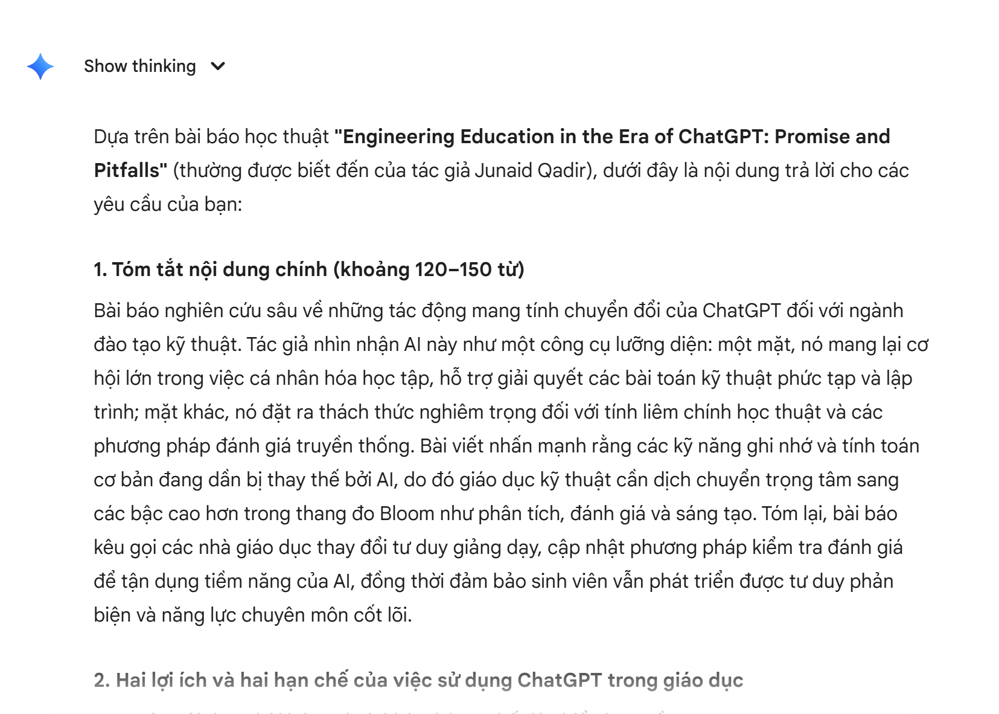 Show thinking
Dựa trên bài báo học thuật "Engineering Education in the Era of ChatGPT: Promise and
Pitfalls" (thường được biết đến của tác giả Junaid Qadir), dưới đây là nội dung trả lời cho các
yêu cầu của bạn:
1. Tóm tắt nội dung chính (khoảng 120–150 từ)
Bài báo nghiên cứu sâu về những tác động mang tính chuyển đổi của ChatGPT đối với ngành
đào tạo kỹ thuật. Tác giả nhìn nhận AI này như một công cụ lưỡng diện: một mặt, nó mang lại cơ
hội lớn trong việc cá nhân hóa học tập, hỗ trợ giải quyết các bài toán kỹ thuật phức tạp và lập
trình; mặt khác, nó đặt ra thách thức nghiêm trọng đối với tính liêm chính học thuật và các
phương pháp đánh giá truyền thống. Bài viết nhấn mạnh rằng các kỹ năng ghi nhớ và tính toán
cơ bản đang dần bị thay thế bởi AI, do đó giáo dục kỹ thuật cần dịch chuyển trọng tâm sang
các bậc cao hơn trong thang đo Bloom như phân tích, đánh giá và sáng tạo. Tóm lại, bài báo
kêu gọi các nhà giáo dục thay đổi tư duy giảng dạy, cập nhật phương pháp kiểm tra đánh giá
để tận dụng tiềm năng của AI, đồng thời đảm bảo sinh viên vẫn phát triển được tư duy phản
biện và năng lực chuyên môn cốt lõi.
2. Hai lợi ích và hai hạn chế của việc sử dụng ChatGPT trong giáo dục